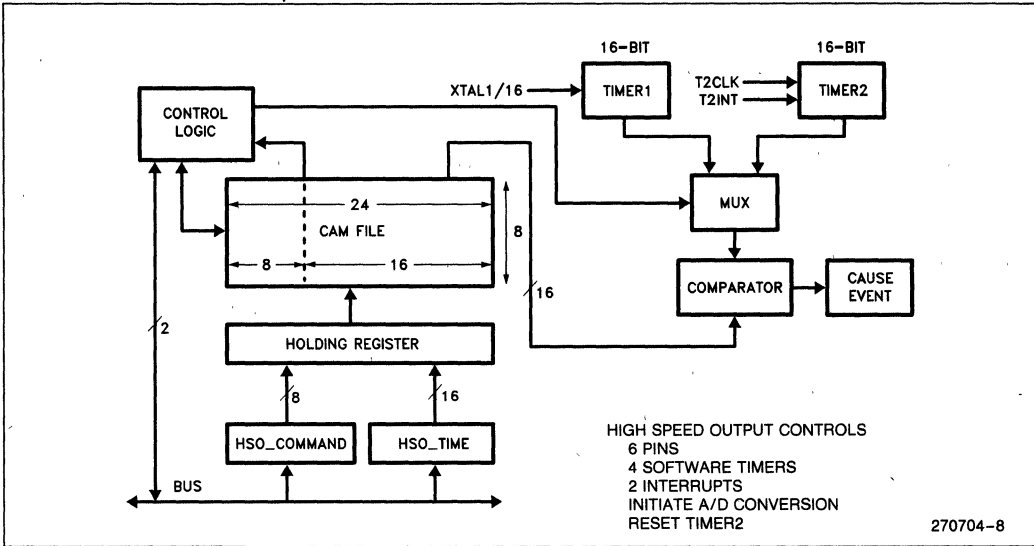 16-BIT
16-BIT
XTAL1/16
TIMER1
T2CLK
T2INT
TIMER2
CONTROL
LOGIC
MUX
24
CAM FILE
8
16
8
16
COMPARATOR
CAUSE
EVENT
2
HOLDING REGISTER
8
16
HSO_COMMAND
HSO_TIME
BUS
HIGH SPEED OUTPUT CONTROLS
6 PINS
4 SOFTWARE TIMERS
2 INTERRUPTS
INITIATE A/D CONVERSION
RESET TIMER2
270704-8